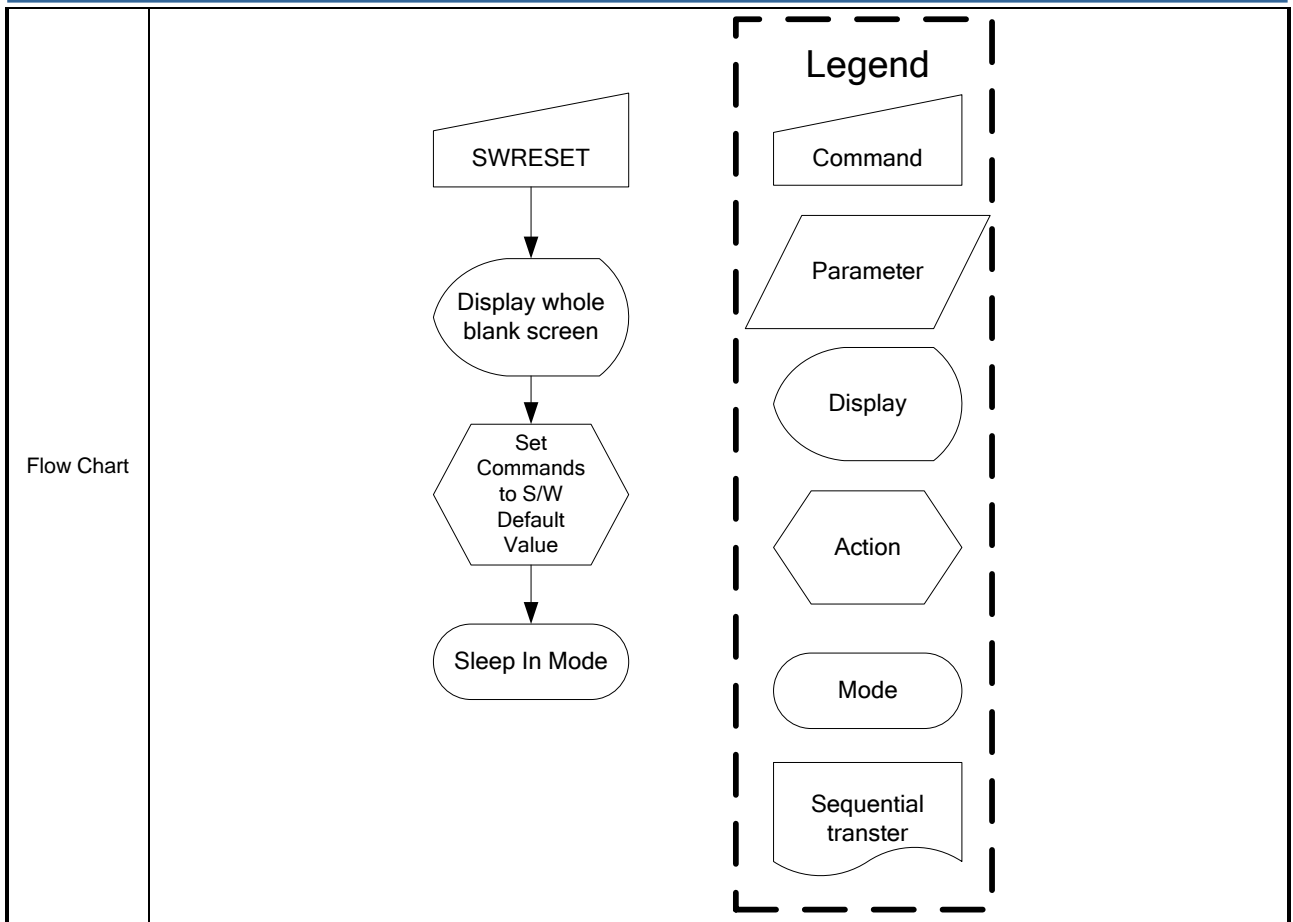 Flow Chart
SWRESET
Display whole
blank screen
Set
Commands
to S/W
Default
Value
Sleep In Mode
Legend
Command
Parameter
Display
Action
Mode
Sequential
transter